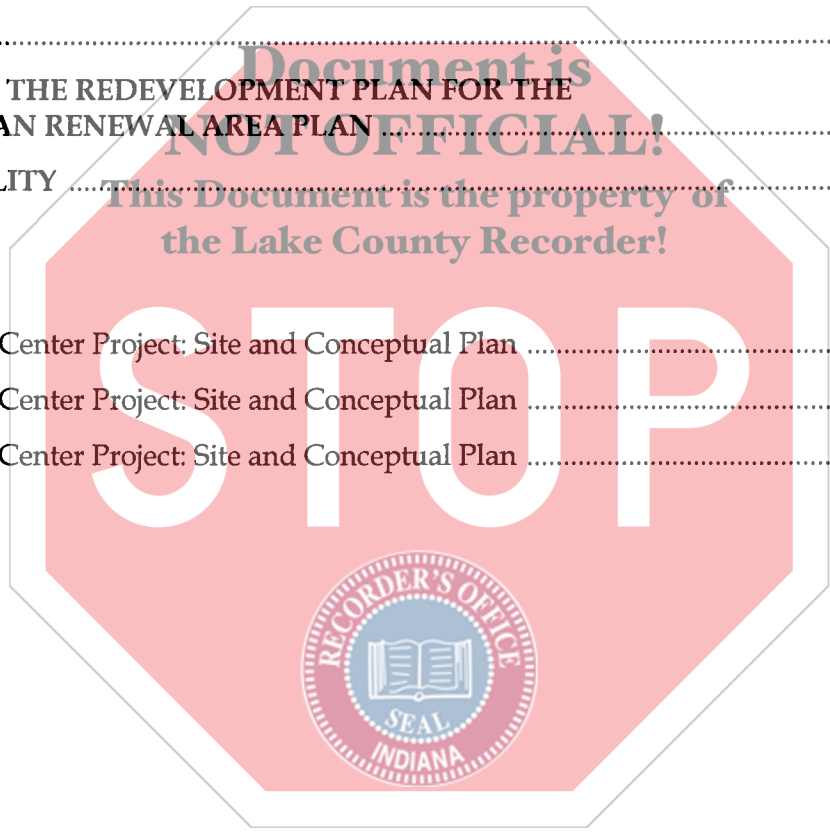 Document is
THE REDEVELOPMENT PLAN FOR THE
AN RENEWAL AREA PLAN
NOT OFFICIAL!
LITY
This Document is the property of
the Lake County Recorder!
STOP
Center Project: Site and Conceptual Plan
Center Project: Site and Conceptual Plan
Center Project: Site and Conceptual Plan
RECORDER'S OFFICE
SEAL
INDIANA